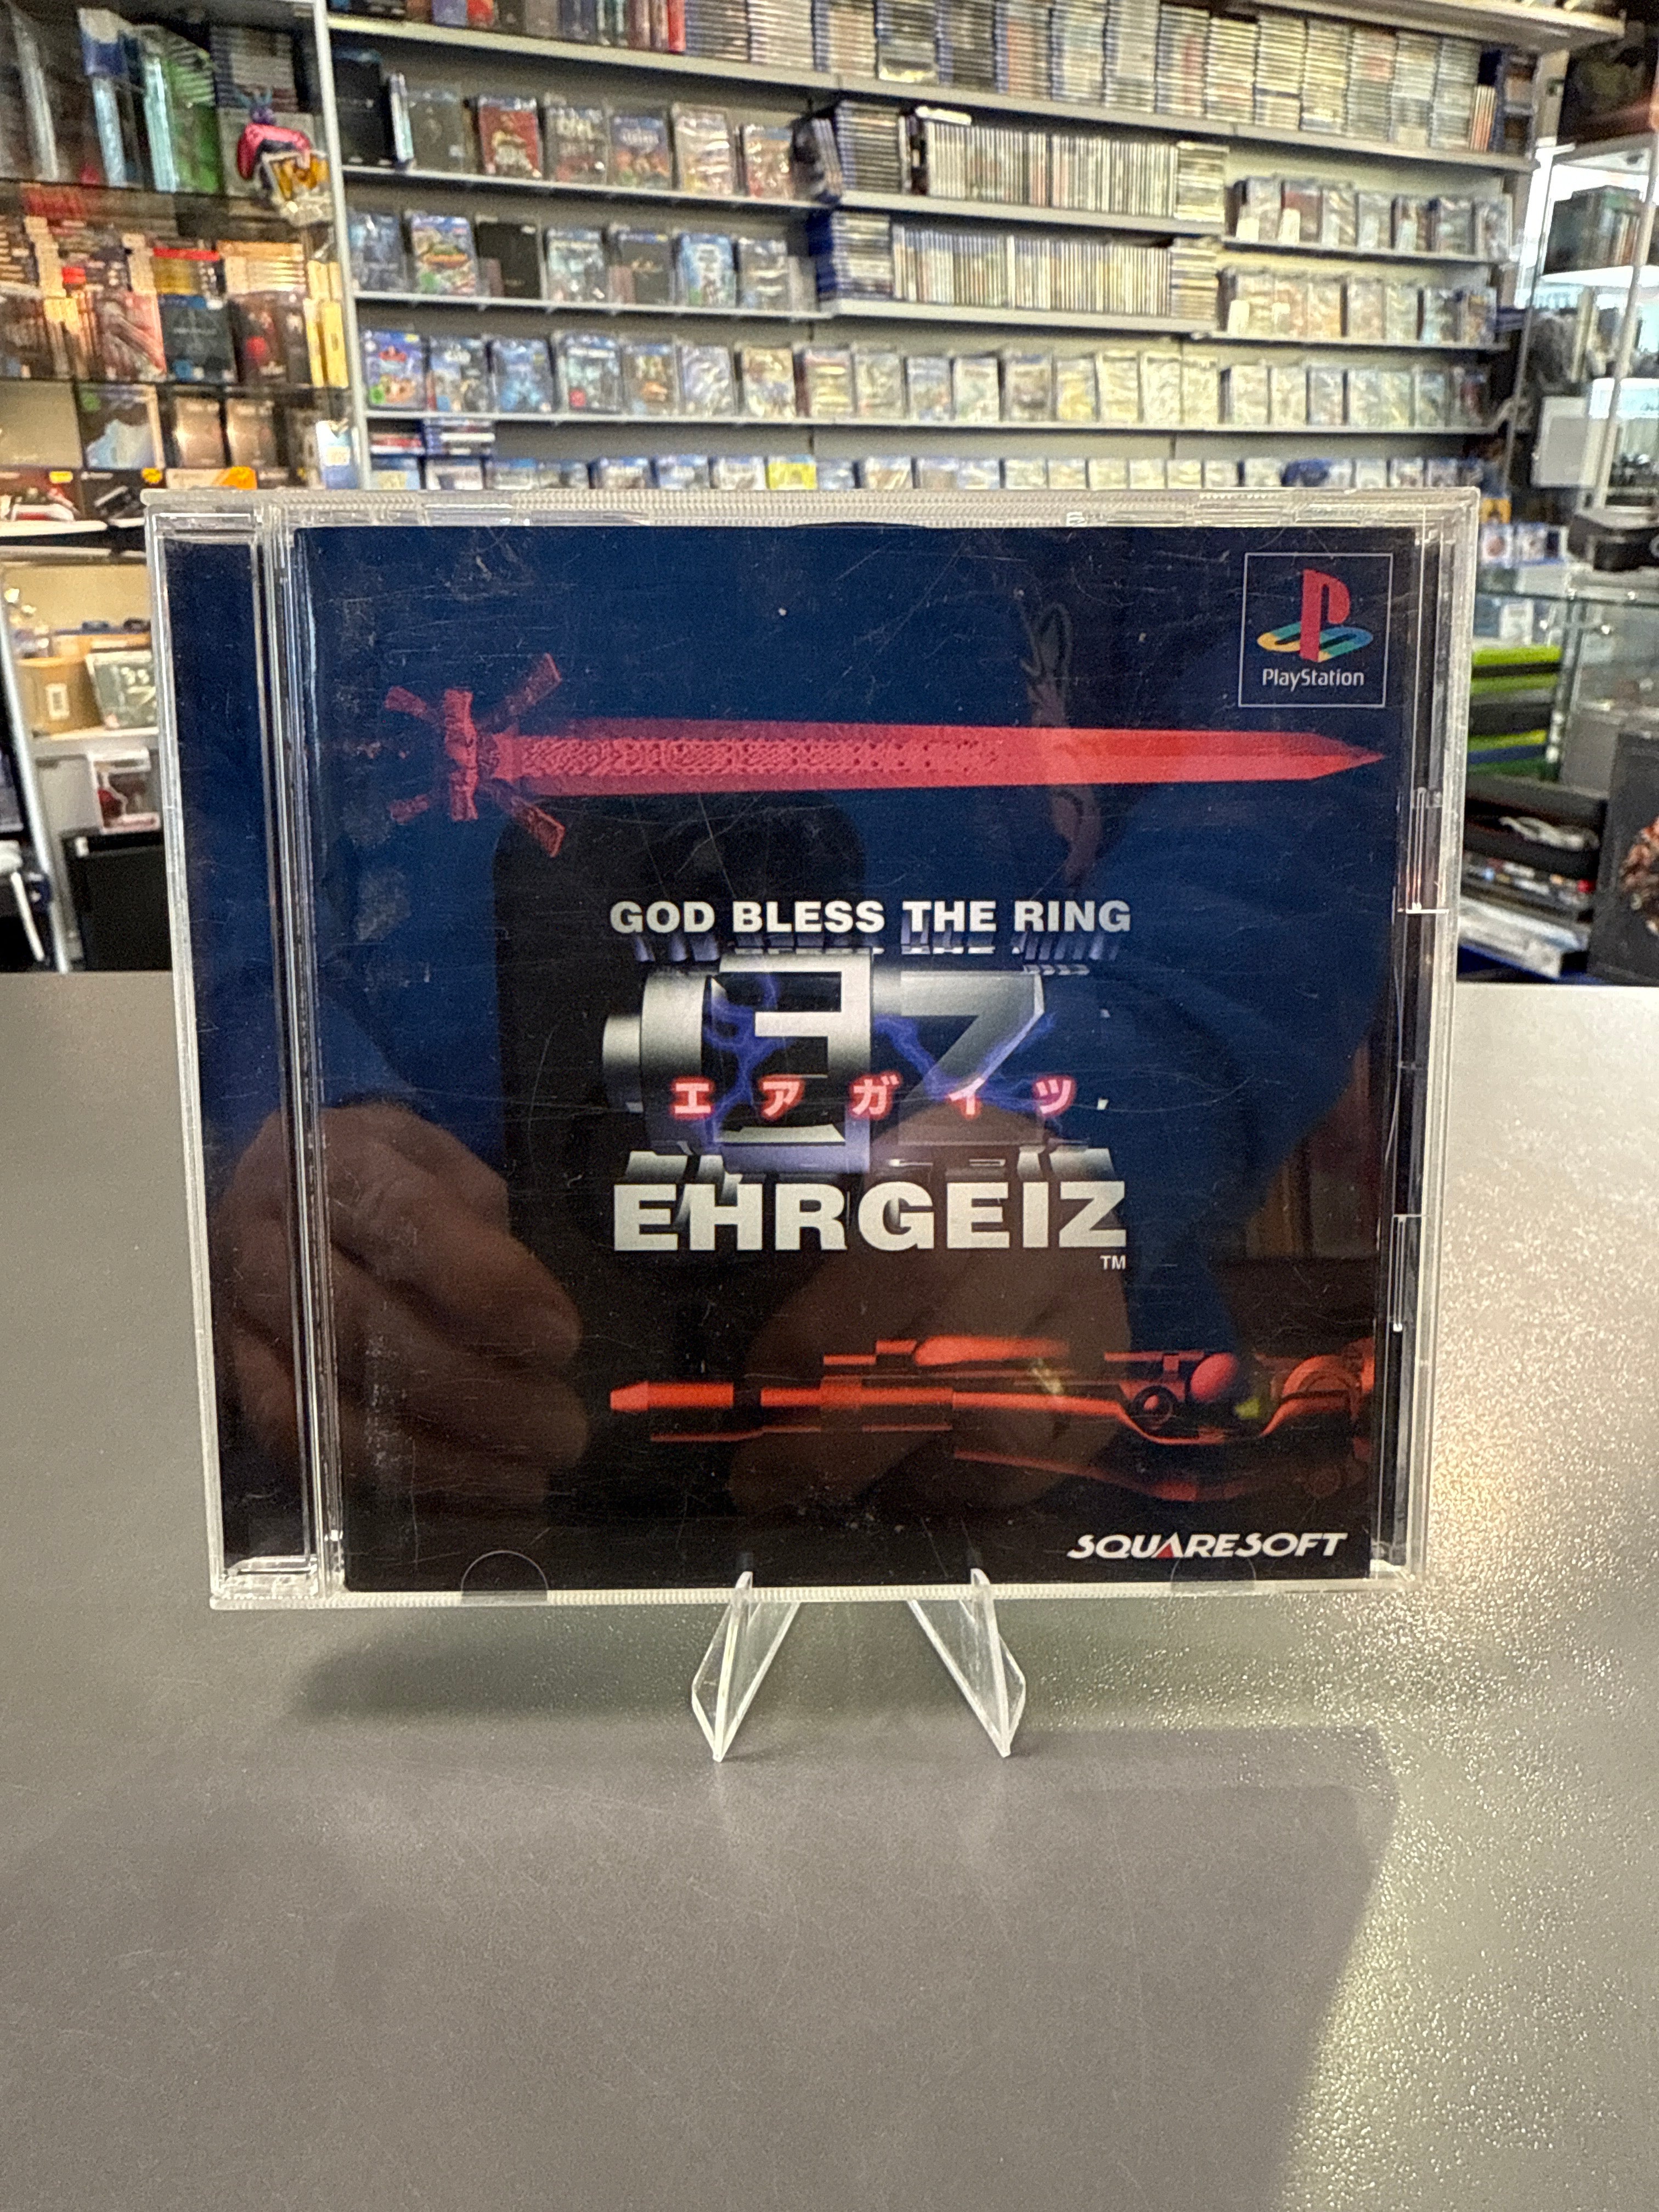 PlayStation
GOD BLESS THE RING
エアガイツ
EHRGEIZ
TM
SQUARESOFT